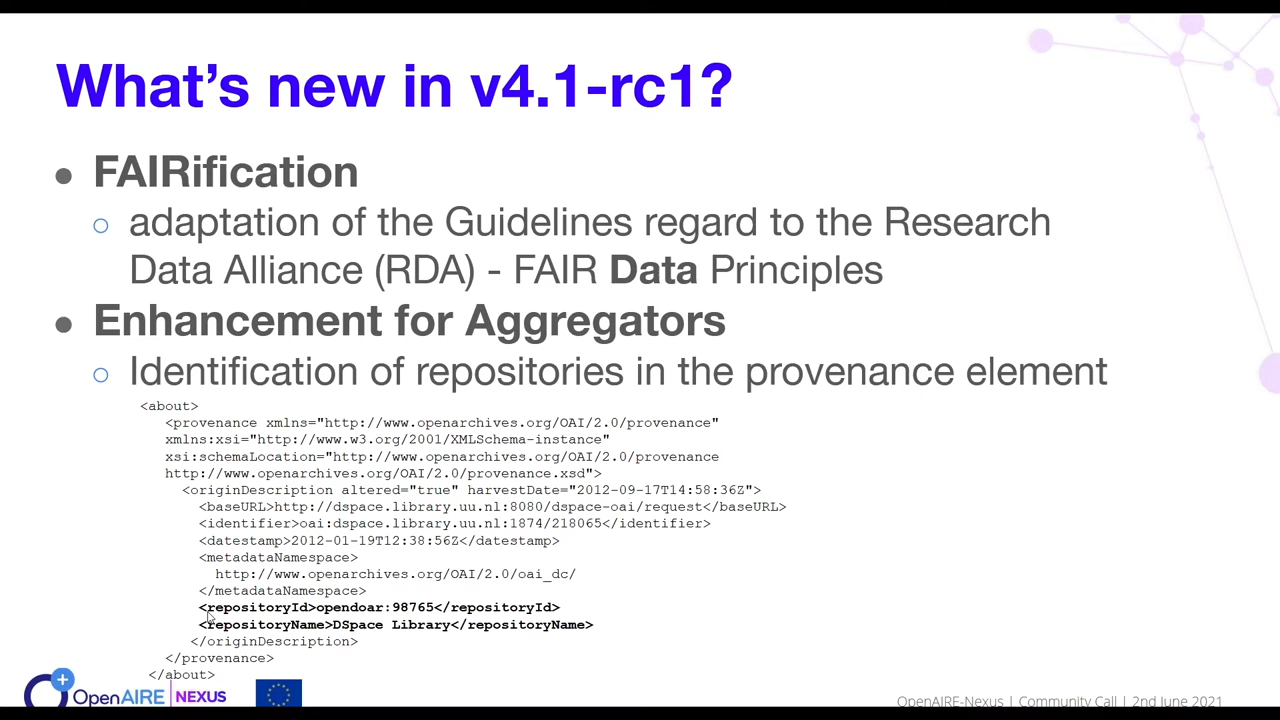 What's new in v4.1-rc1?
● FAIRification
○ adaptation of the Guidelines regard to the Research
Data Alliance (RDA) - FAIR Data Principles
● Enhancement for Aggregators
○ Identification of repositories in the provenance element
<about>
<provenance xmlns="http://www.openarchives.org/OAI/2.0/provenance"
xmlns:xsi="http://www.w3.org/2001/XMLSchema-instance"
xsi:schemaLocation="http://www.openarchives.org/OAI/2.0/provenance
http://www.openarchives.org/OAI/2.0/provenance.xsd">
<originDescription altered="true" harvestDate="2012-09-17T14:58:36Z">
<baseURL>http://dspace.library.uu.nl:8080/dspace-oai/request</baseURL>
<identifier>oai:dspace.library.uu.nl:1874/218065</identifier>
<datestamp>2012-01-19T12:38:56Z</datestamp>
<metadataNamespace>
http://www.openarchives.org/OAI/2.0/oai_dc/
</metadataNamespace>
<repositoryId>opendoar:98765</repositoryId>
<repositoryName>DSpace Library</repositoryName>
</originDescription>
</provenance>
</about>
OpenAIRE | NEXUS
OpenAIRE-Nexus | Community Call | 2nd June 2021